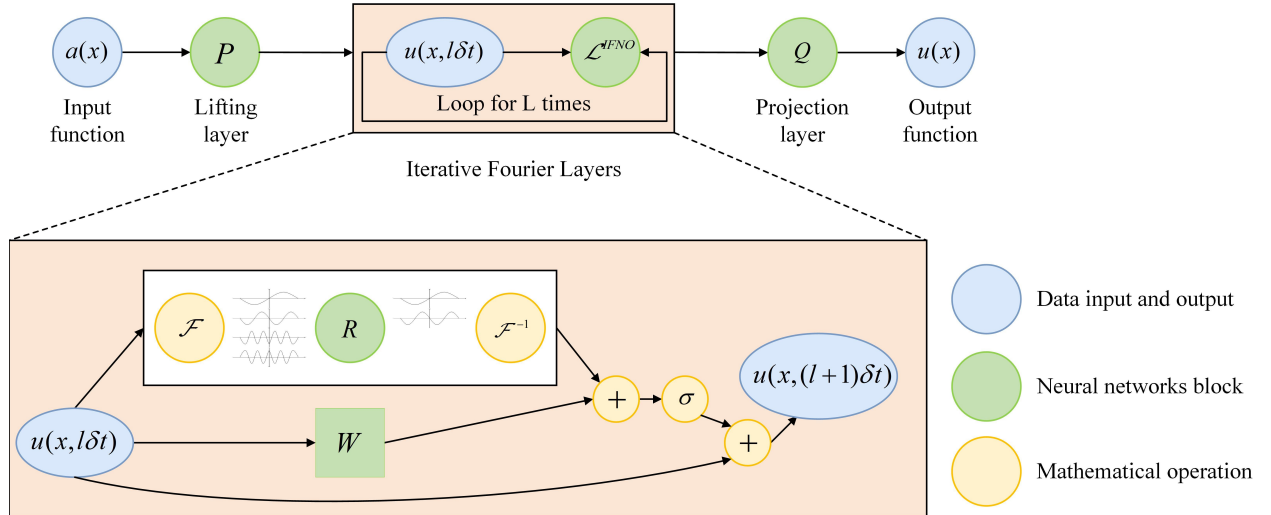 a(x)
P
u(x,lδt)
ℒ^IFNO
Q
u(x)
Loop for L times
Input
function
Lifting
layer
Projection
layer
Output
function
Iterative Fourier Layers
ℱ
R
ℱ⁻¹
u(x,(l+1)δt)
+
σ
u(x,lδt)
W
+
Data input and output
Neural networks block
Mathematical operation